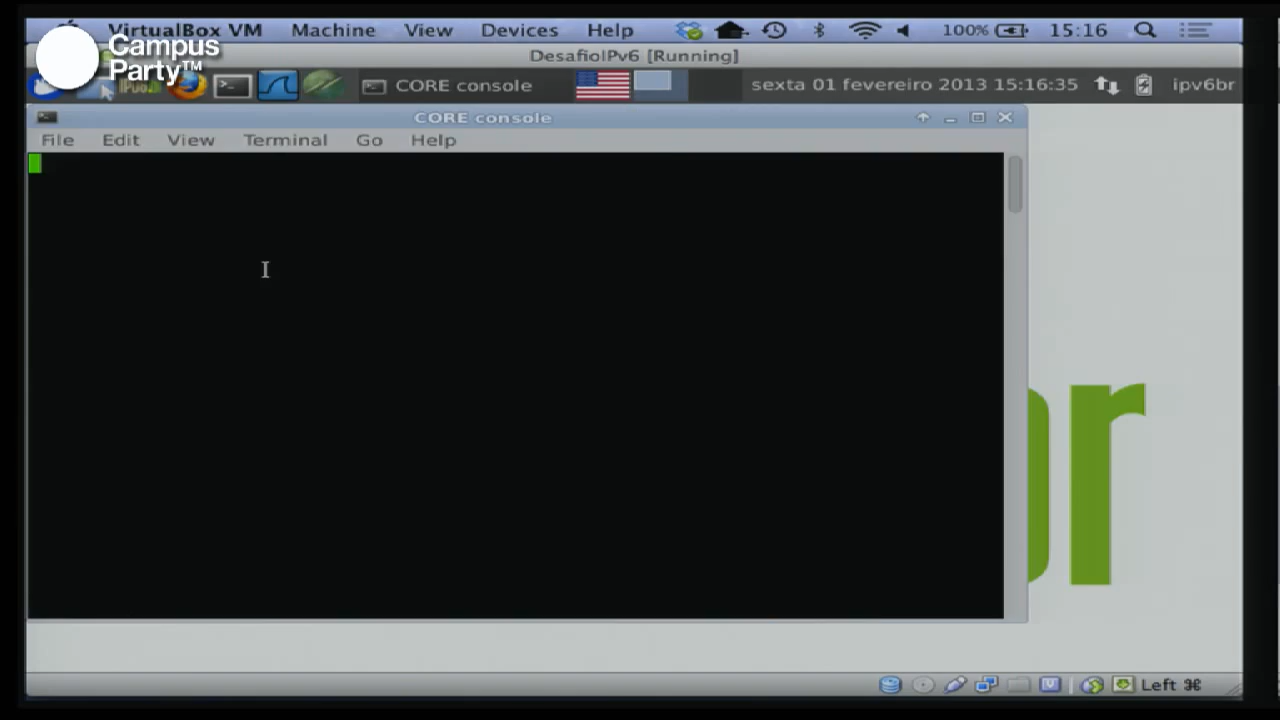 VirtualBox VM Machine View Devices Help 100% 15:16
Campus
Party™
DesafioIPv6 [Running]
CORE console sexta 01 fevereiro 2013 15:16:35 ipv6br
CORE console
File Edit View Terminal Go Help
br
Left ⌘